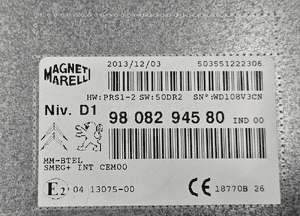 MAGNETI MARELLI
2013/12/03 503551222306
HW:PRS1-2 SW:50DR2 SN°:WD108V3CN
Niv. D1 98 082 945 80 IND 00
MM-BTEL
SMEG+ INT CEM00
E2 04 13075-00 CE 18770B 26